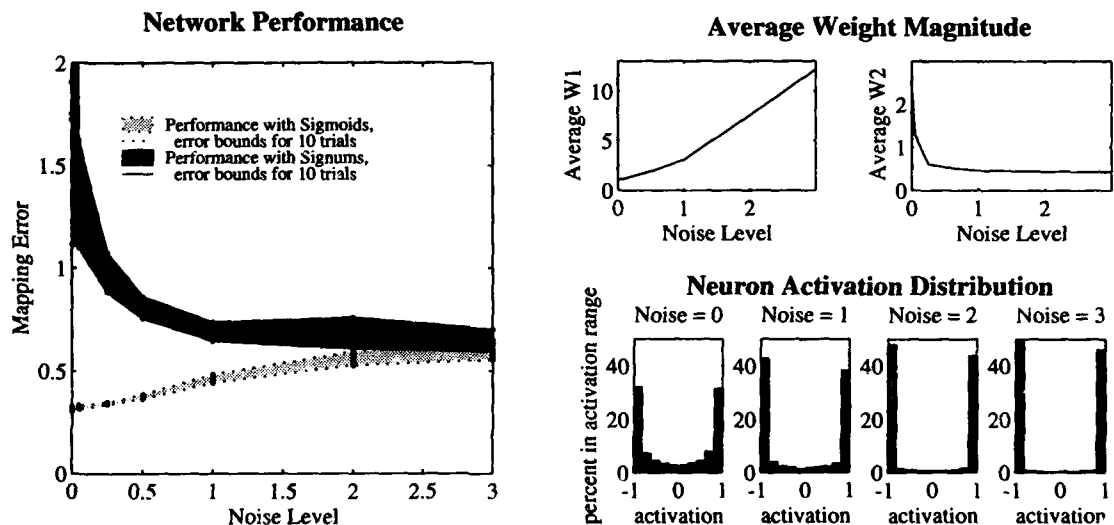 Network Performance
2
1.5
1
0.5
0
Mapping Error
Performance with Sigmoids,
error bounds for 10 trials
Performance with Signums,
error bounds for 10 trials
0 0.5 1 2 3
Noise Level
Average Weight Magnitude
Average W1
10
5
0
0 1 2
Noise Level
Average W2
2
1
0
0 1 2
Noise Level
Neuron Activation Distribution
percent in activation range
Noise = 0
40
20
0
-1 0 1
activation
Noise = 1
40
20
0
-1 0 1
activation
Noise = 2
40
20
0
-1 0 1
activation
Noise = 3
40
20
0
-1 0 1
activation